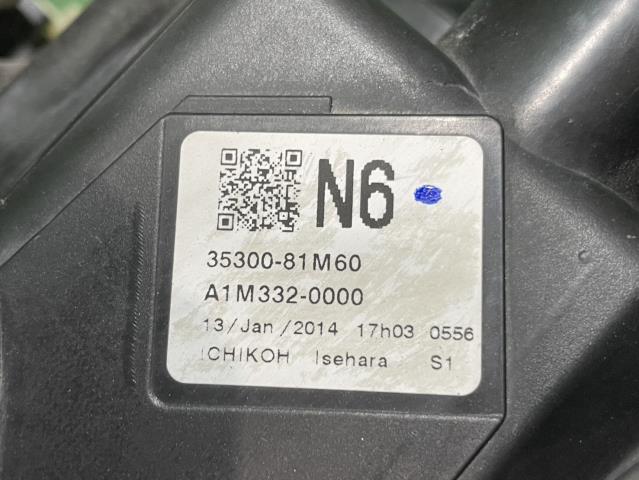 N6
35300-81M60
A1M332-0000
13/Jan/2014 17h03 0556
ICHIKOH Isehara S1